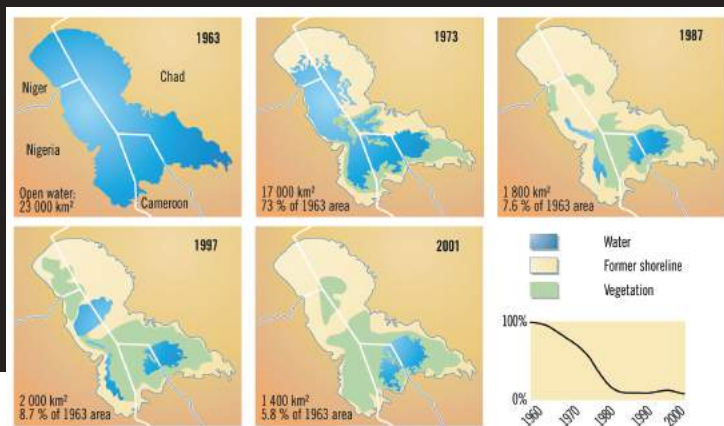 1963
Niger
Chad
Nigeria
Open water:
23 000 km²
Cameroon
1973
17 000 km²
73 % of 1963 area
1987
1 800 km²
7.6 % of 1963 area
1997
2 000 km²
8.7 % of 1963 area
2001
1 400 km²
5.8 % of 1963 area
Water
Former shoreline
Vegetation
100%
0%
1960
1970
1980
1990
2000